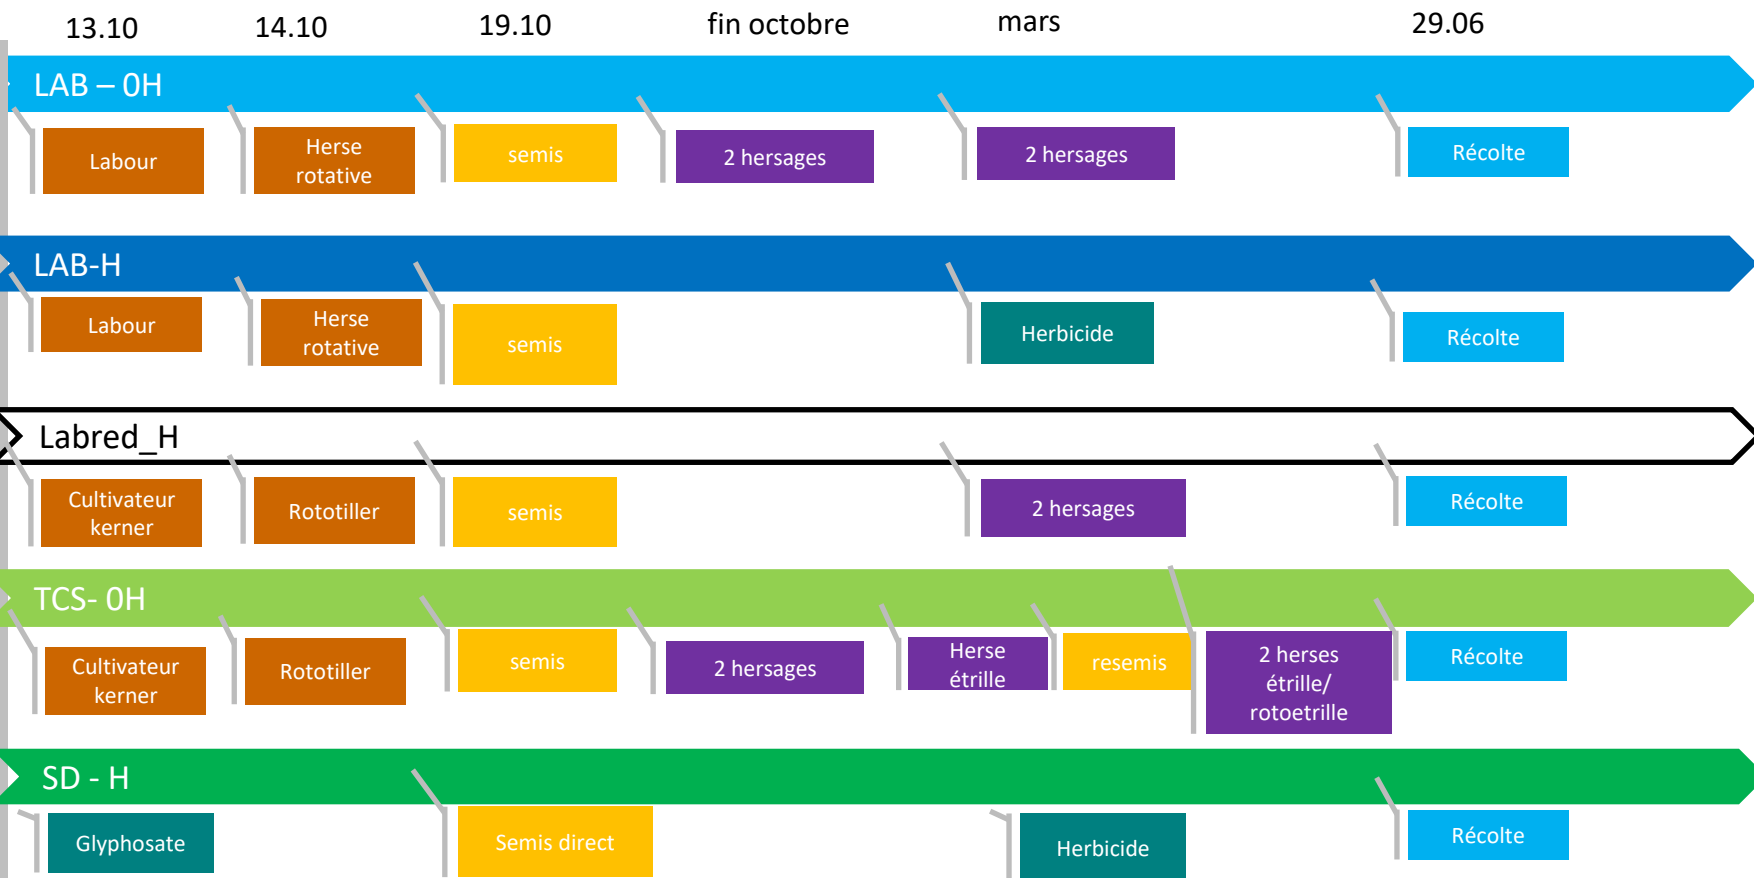 13.10
14.10
19.10
fin octobre
mars
29.06
LAB – 0H
Labour
Herse
rotative
semis
2 hersages
2 hersages
Récolte
LAB-H
Labour
Herse
rotative
semis
Herbicide
Récolte
Labred_H
Cultivateur
kerner
Rototiller
semis
2 hersages
Récolte
TCS- 0H
Cultivateur
kerner
Rototiller
semis
2 hersages
Herse
étrille
resemis
2 herses
étrille/
rotoetrille
Récolte
SD - H
Glyphosate
Semis direct
Herbicide
Récolte